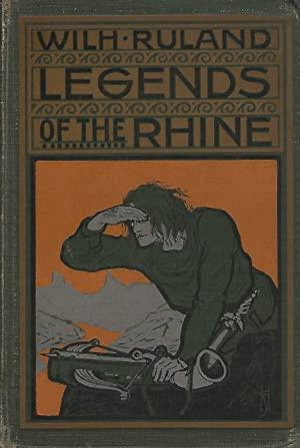 WILH · RULAND
LEGENDS
OF THE RHINE